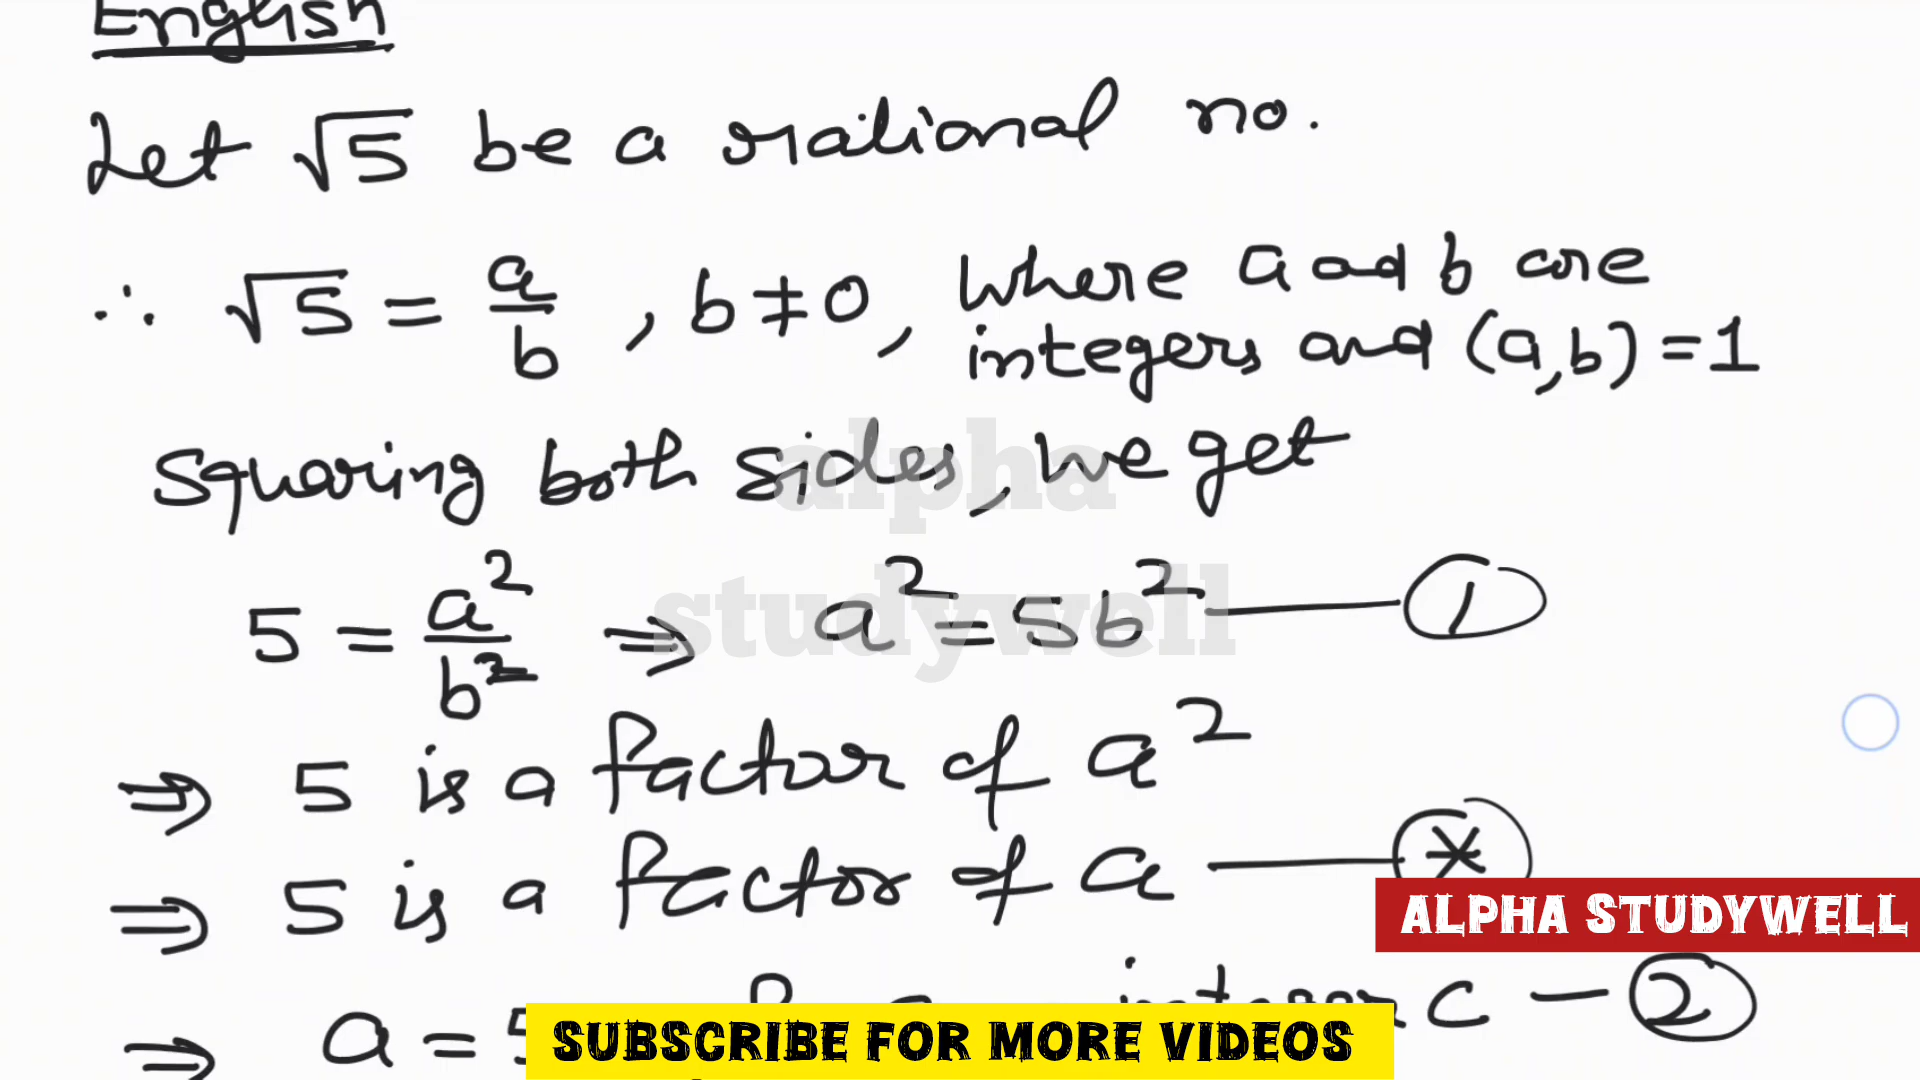 English
Let √5 be a rational no.
∴ √5 = a/b , b ≠ 0, where a and b are
integers and (a,b) = 1
Squaring both sides, we get
5 = a²/b² ⇒ a² = 5b² — ①
⇒ 5 is a factor of a²
⇒ 5 is a factor of a — *
⇒ a = 5 integer c — ②
alpha
studywell
ALPHA STUDYWELL
SUBSCRIBE FOR MORE VIDEOS